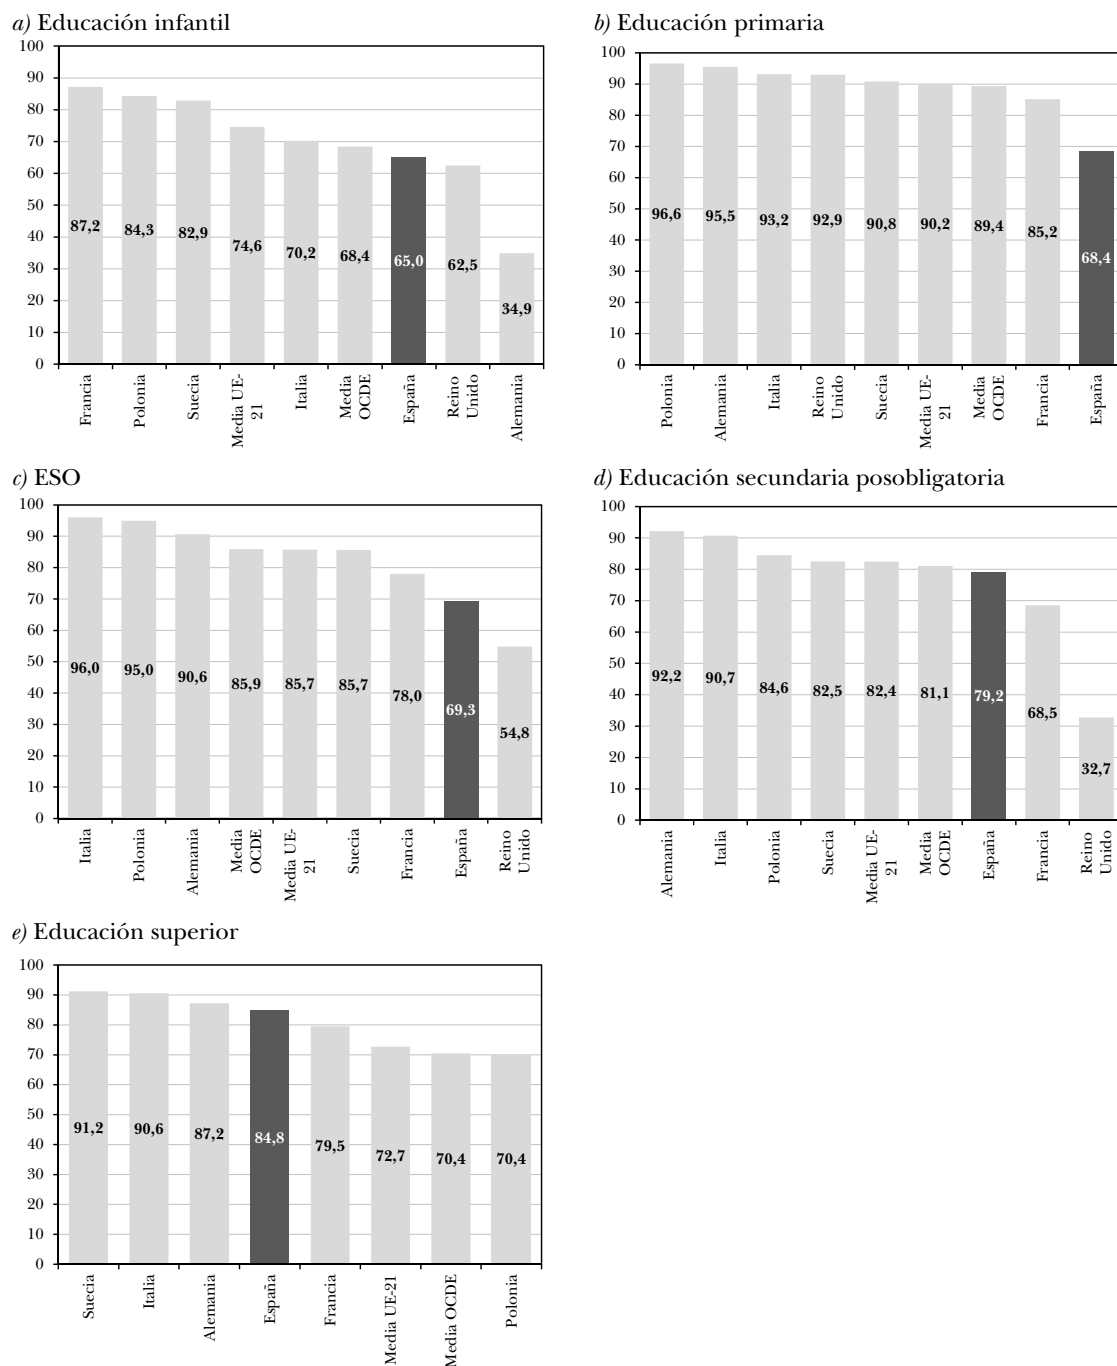 a) Educación infantil
100
90
80
70
60
50
40
30
20
10
0
87,2
84,3
82,9
74,6
70,2
68,4
65,0
62,5
34,9
Francia
Polonia
Suecia
Media UE-
21
Italia
Media
OCDE
España
Reino
Unido
Alemania
b) Educación primaria
100
90
80
70
60
50
40
30
20
10
0
96,6
95,5
93,2
92,9
90,8
90,2
89,4
85,2
68,4
Polonia
Alemania
Italia
Reino
Unido
Suecia
Media UE-
21
Media
OCDE
Francia
España
c) ESO
100
90
80
70
60
50
40
30
20
10
0
96,0
95,0
90,6
85,9
85,7
85,7
78,0
69,3
54,8
Italia
Polonia
Alemania
Media
OCDE
Media UE-
21
Suecia
Francia
España
Reino
Unido
d) Educación secundaria posobligatoria
100
90
80
70
60
50
40
30
20
10
0
92,2
90,7
84,6
82,5
82,4
81,1
79,2
68,5
32,7
Alemania
Italia
Polonia
Suecia
Media UE-
21
Media
OCDE
España
Francia
Reino
Unido
e) Educación superior
100
90
80
70
60
50
40
30
20
10
0
91,2
90,6
87,2
84,8
79,5
72,7
70,4
70,4
Suecia
Italia
Alemania
España
Francia
Media UE-21
Media OCDE
Polonia